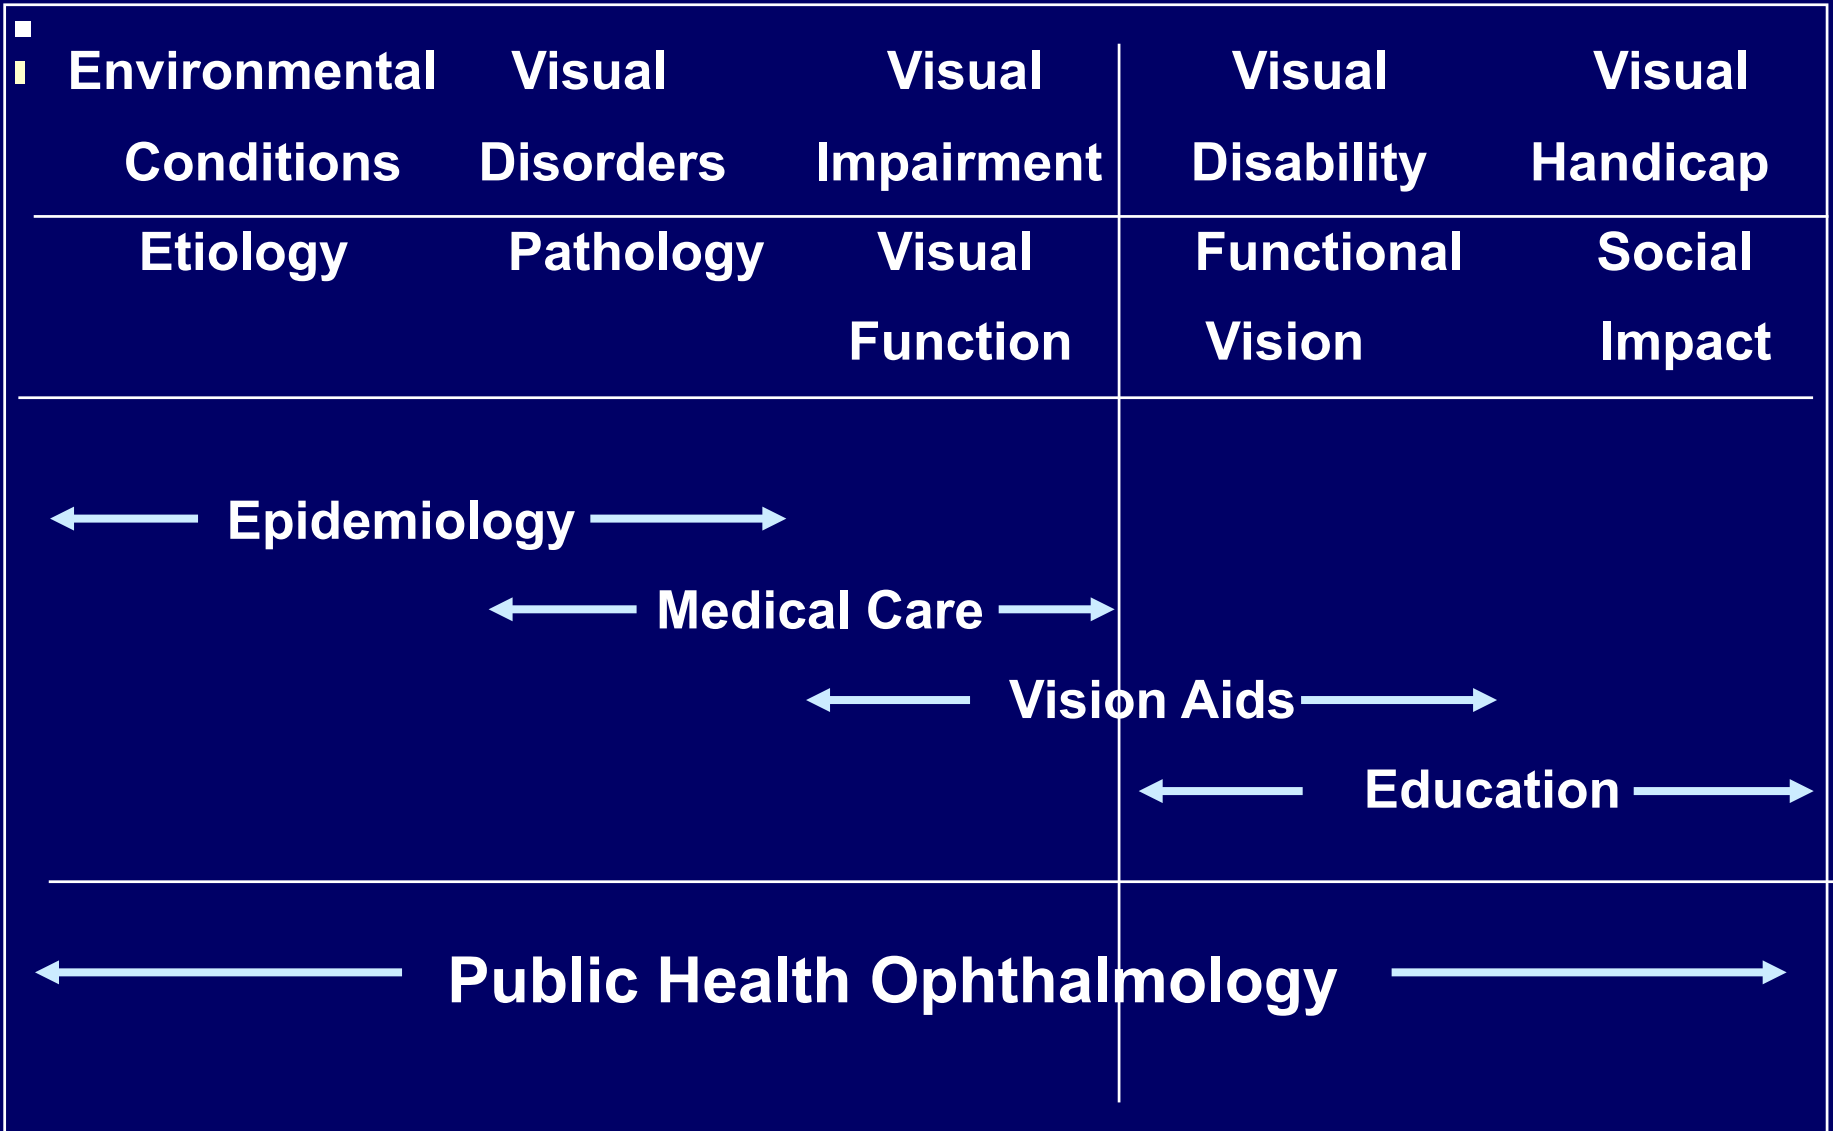 Environmental Visual Visual Visual Visual
Conditions Disorders Impairment Disability Handicap
Etiology Pathology Visual Functional Social
Function Vision Impact
Epidemiology
Medical Care
Vision Aids
Education
Public Health Ophthalmology